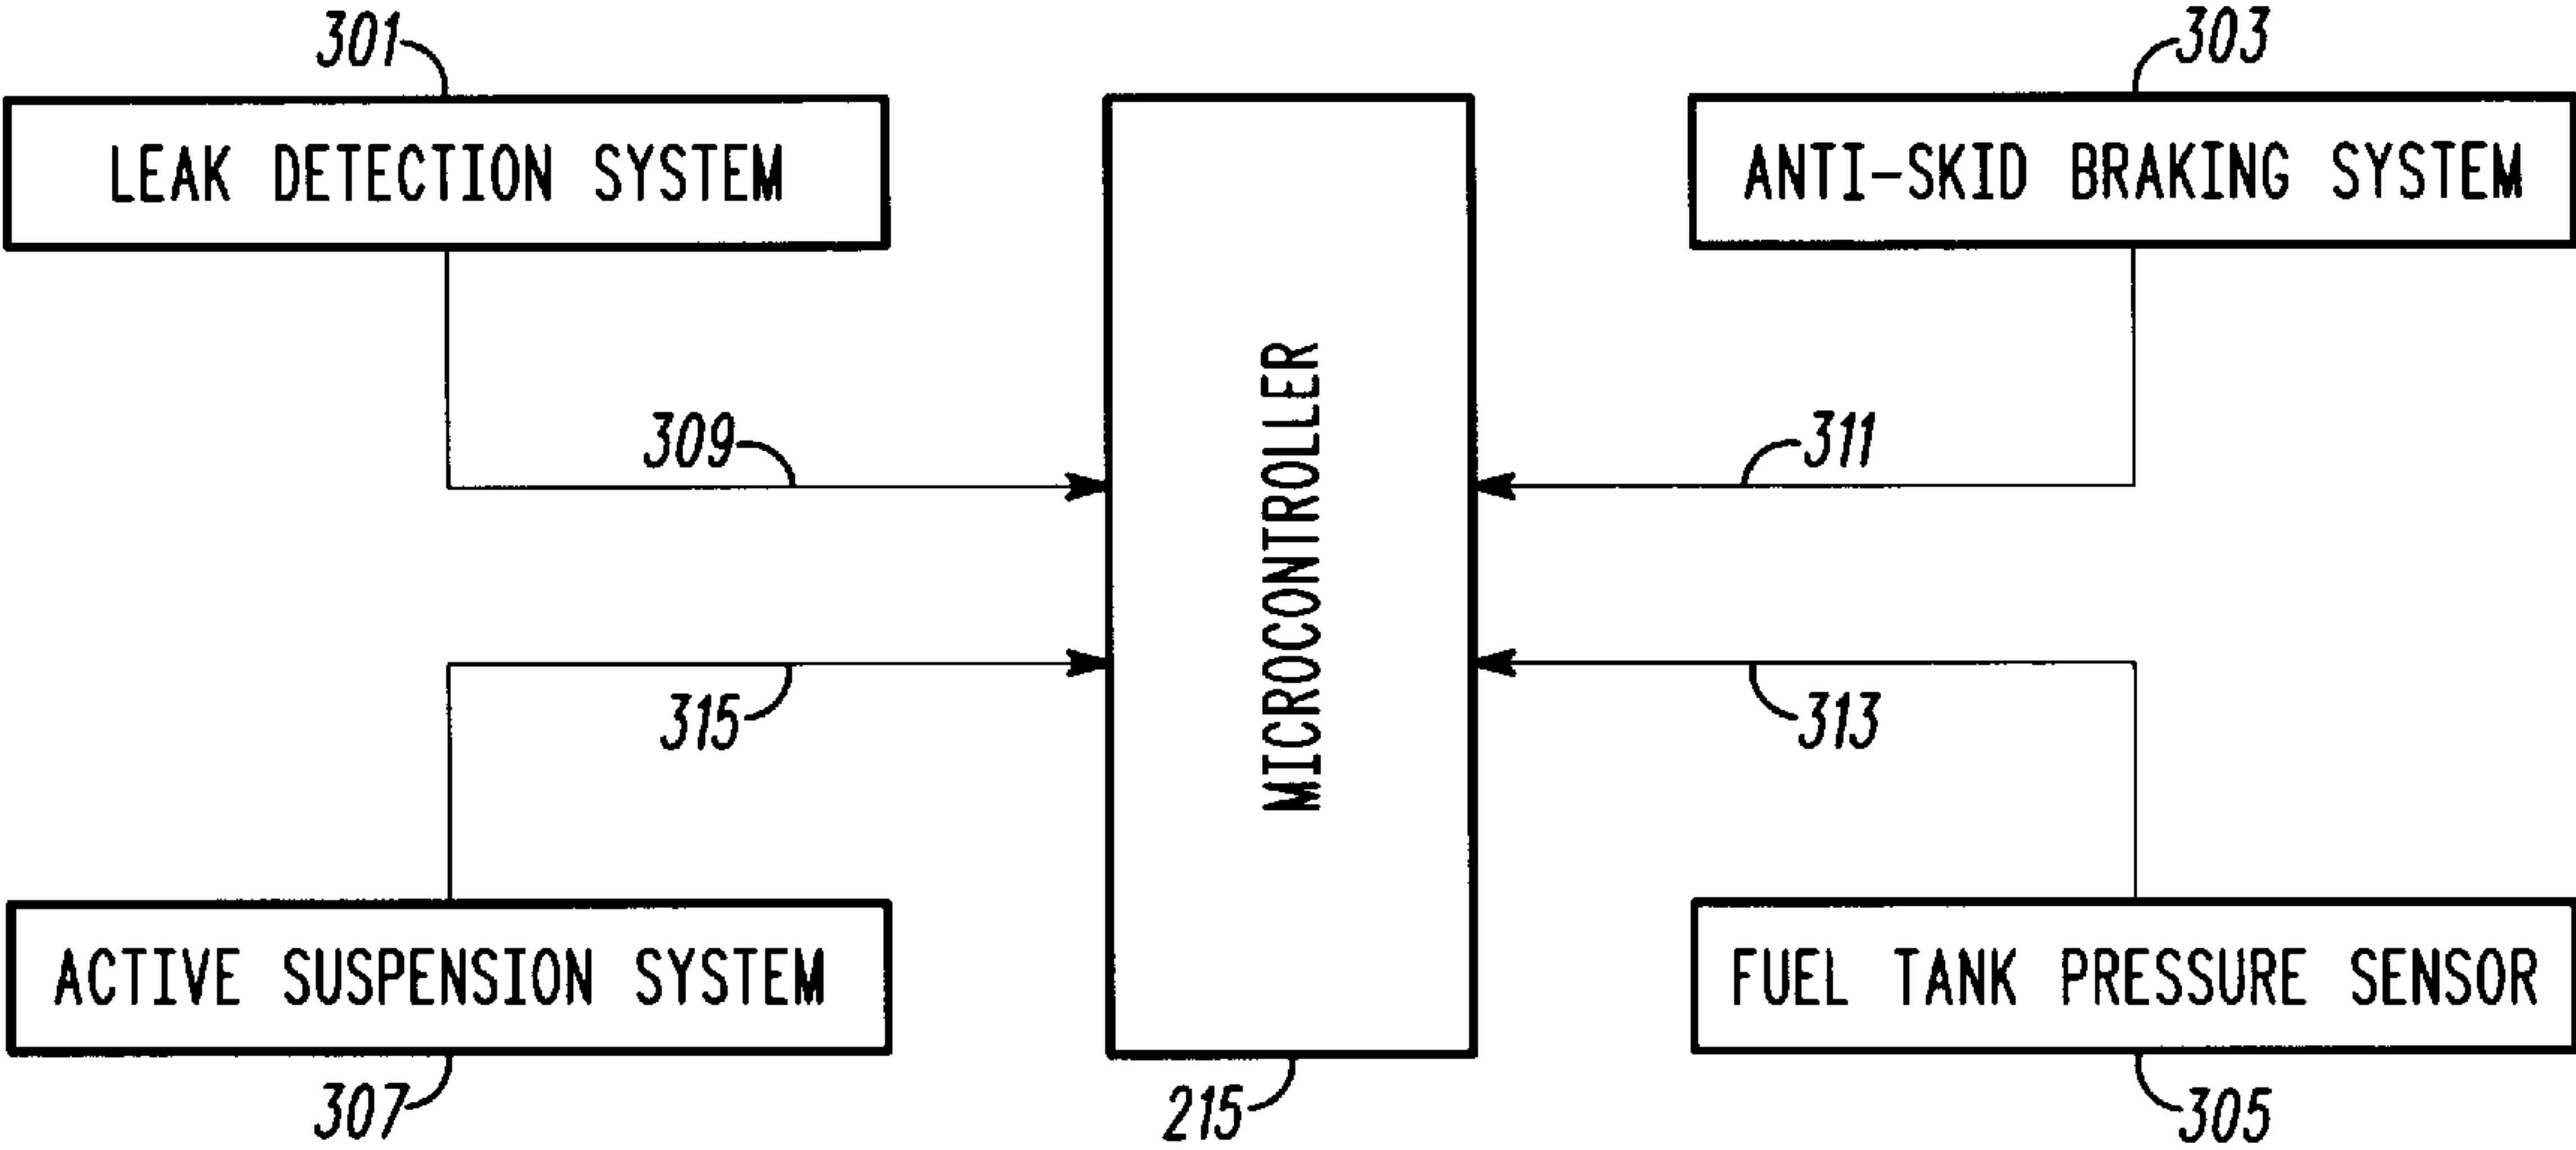 301
303
LEAK DETECTION SYSTEM
ANTI-SKID BRAKING SYSTEM
309
311
MICROCONTROLLER
315
313
ACTIVE SUSPENSION SYSTEM
FUEL TANK PRESSURE SENSOR
307
215
305